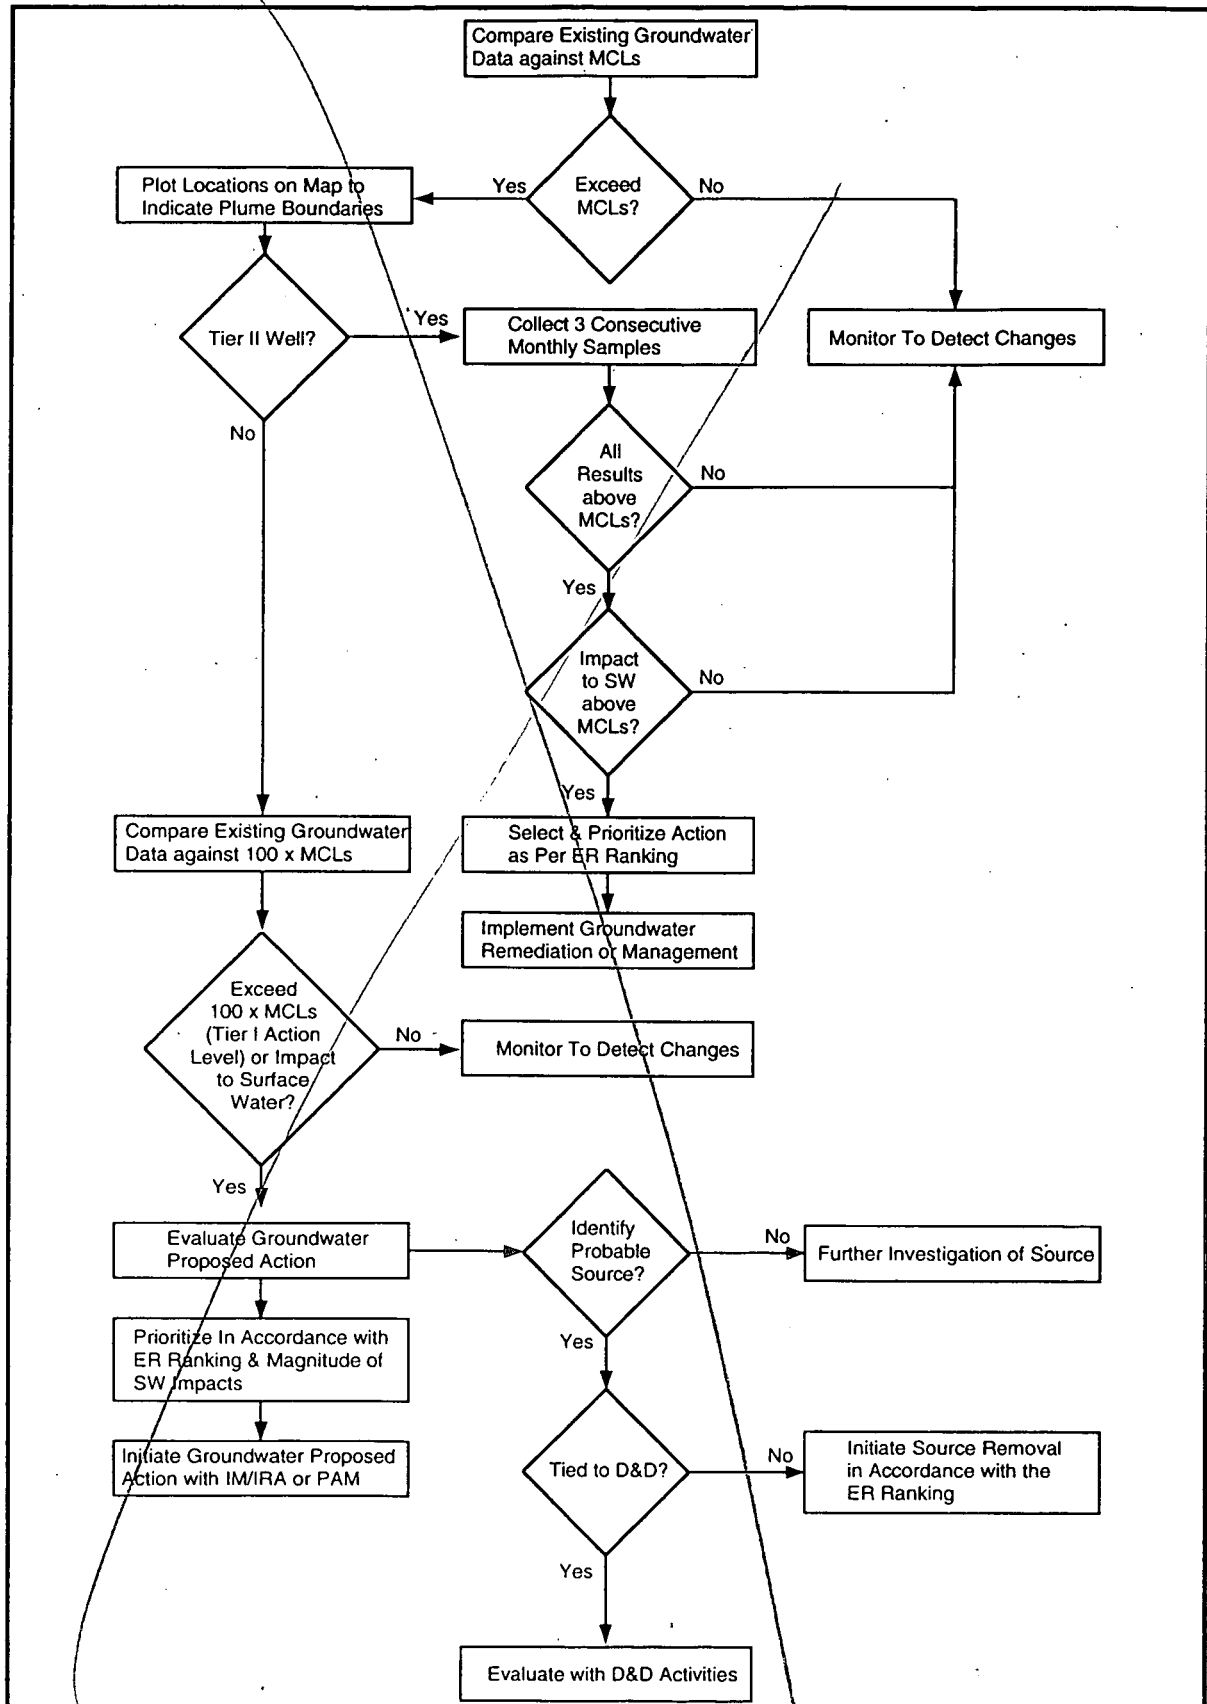 Compare Existing Groundwater
Data against MCLs
Exceed
MCLs?
Yes
No
Plot Locations on Map to
Indicate Plume Boundaries
Tier II Well?
Yes
No
Collect 3 Consecutive
Monthly Samples
Monitor To Detect Changes
All
Results
above
MCLs?
No
Yes
Impact
to SW
above
MCLs?
No
Yes
Compare Existing Groundwater
Data against 100 x MCLs
Select & Prioritize Action
as Per ER Ranking
Implement Groundwater
Remediation or Management
Exceed
100 x MCLs
(Tier I Action
Level) or Impact
to Surface
Water?
No
Monitor To Detect Changes
Yes
Evaluate Groundwater
Proposed Action
Identify
Probable
Source?
No
Further Investigation of Source
Yes
Prioritize In Accordance with
ER Ranking & Magnitude of
SW Impacts
Initiate Groundwater Proposed
Action with IM/IRA or PAM
Tied to D&D?
No
Initiate Source Removal
in Accordance with the
ER Ranking
Yes
Evaluate with D&D Activities